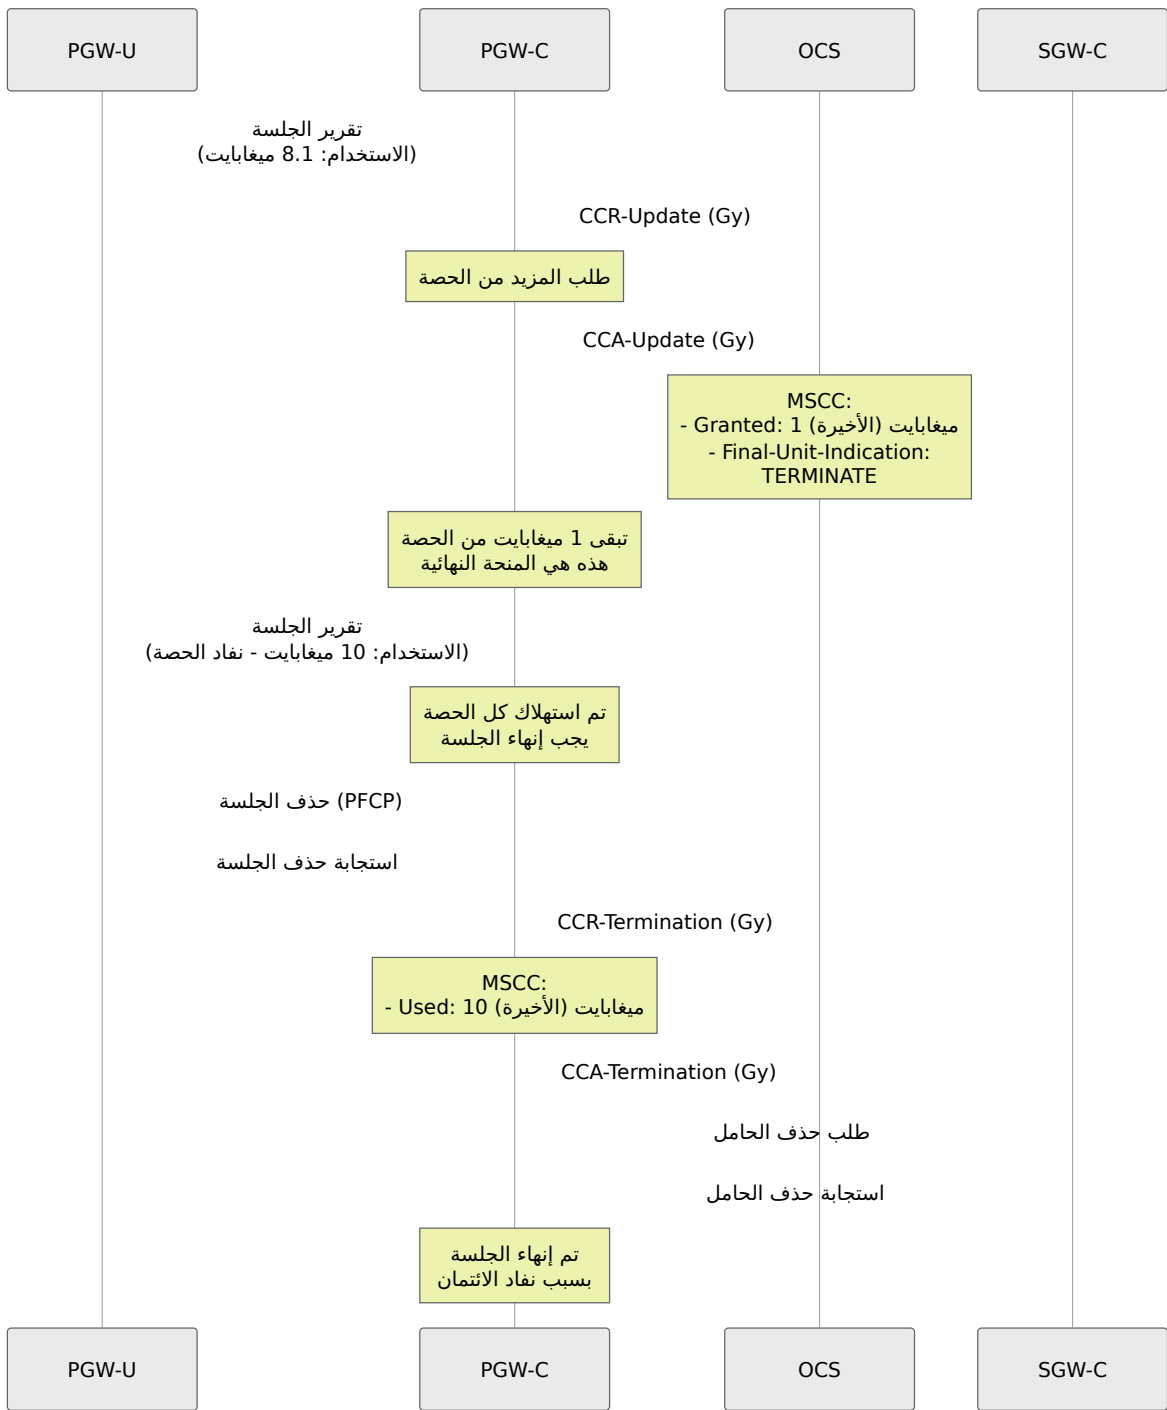 PGW-U
PGW-C
OCS
SGW-C
تقرير الجلسة
(الاستخدام: 8.1 ميغابايت)
CCR-Update (Gy)
طلب المزيد من الحصة
CCA-Update (Gy)
MSCC:
- Granted: 1 ميغابايت (الأخيرة)
- Final-Unit-Indication:
TERMINATE
تبقى 1 ميغابايت من الحصة
هذه هي المنحة النهائية
تقرير الجلسة
(الاستخدام: 10 ميغابايت - نفاد الحصة)
تم استهلاك كل الحصة
يجب إنهاء الجلسة
حذف الجلسة (PFCP)
استجابة حذف الجلسة
CCR-Termination (Gy)
MSCC:
- Used: 10 ميغابايت (الأخيرة)
CCA-Termination (Gy)
طلب حذف الحامل
استجابة حذف الحامل
تم إنهاء الجلسة
بسبب نفاد الائتمان
PGW-U
PGW-C
OCS
SGW-C